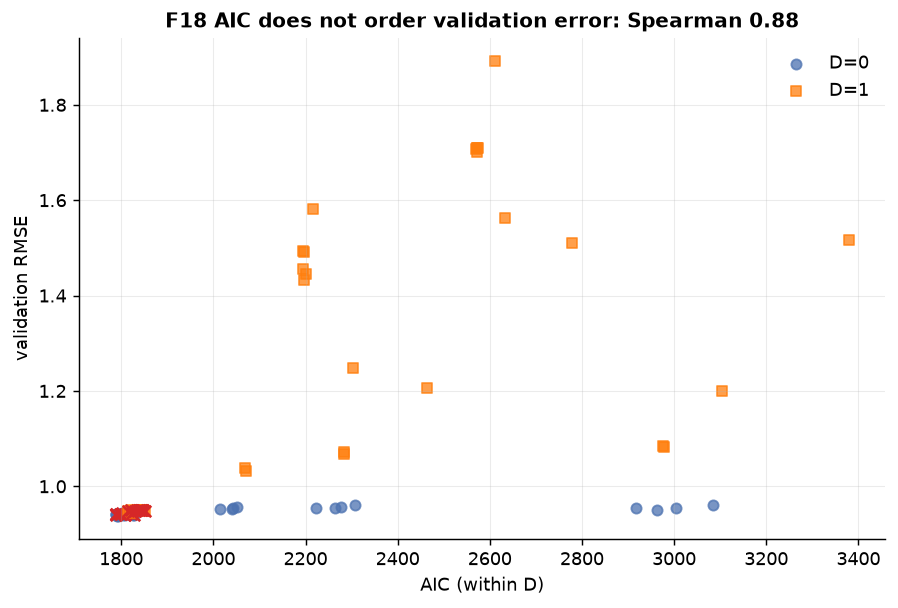 F18 AIC does not order validation error: Spearman 0.88
D=0
D=1
validation RMSE
1.8
1.6
1.4
1.2
1.0
1800 2000 2200 2400 2600 2800 3000 3200 3400
AIC (within D)